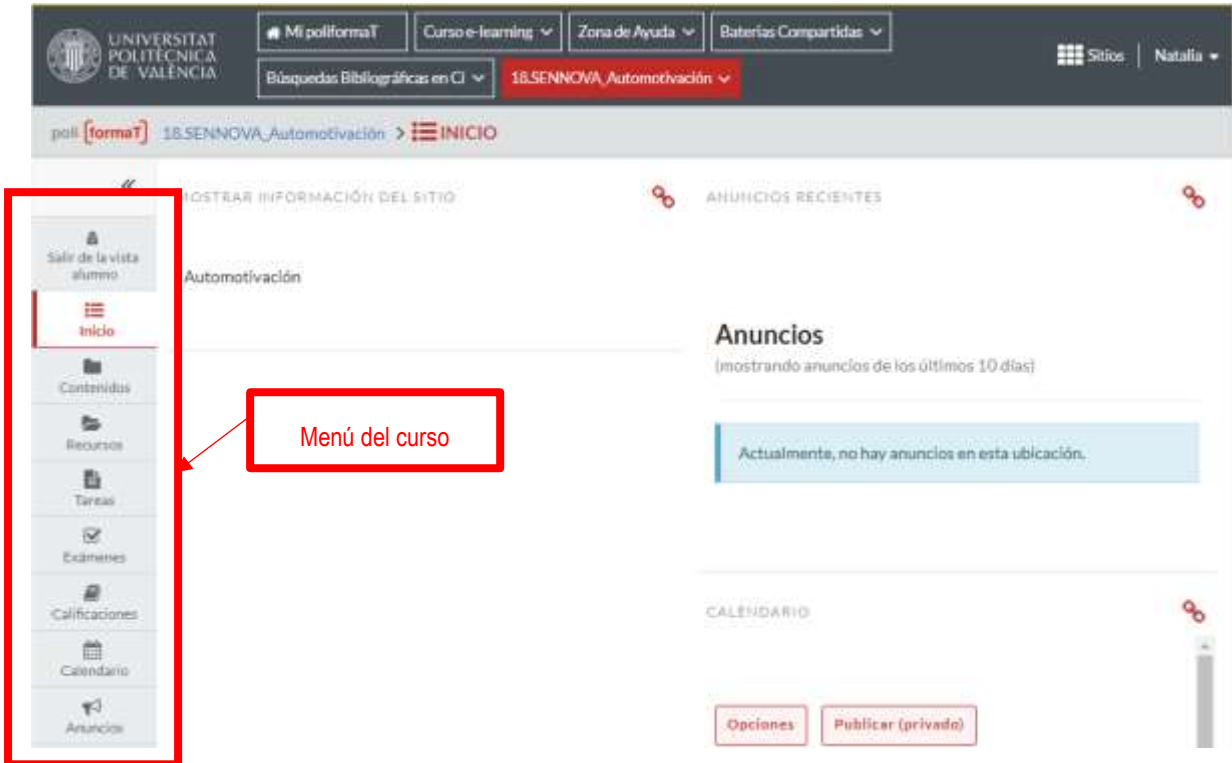 UNIVERSITAT
POLITÈCNICA
DE VALÈNCIA
Mi poliformaT
Curso e-learning
Zona de Ayuda
Baterías Compartidas
Búsquedas Bibliográficas en CI
18.SENNOVA_Automotivación
Sitios
Natalia
poli [formaT]
18.SENNOVA_Automotivación > INICIO
«
MOSTRAR INFORMACIÓN DEL SITIO
ANUNCIOS RECIENTES
Salir de la vista
alumno
Inicio
Contenidos
Recursos
Tareas
Exámenes
Calificaciones
Calendario
Anuncios
Automotivación
Menú del curso
Anuncios
(mostrando anuncios de los últimos 10 días)
Actualmente, no hay anuncios en esta ubicación.
CALENDARIO
Opciones
Publicar (privado)